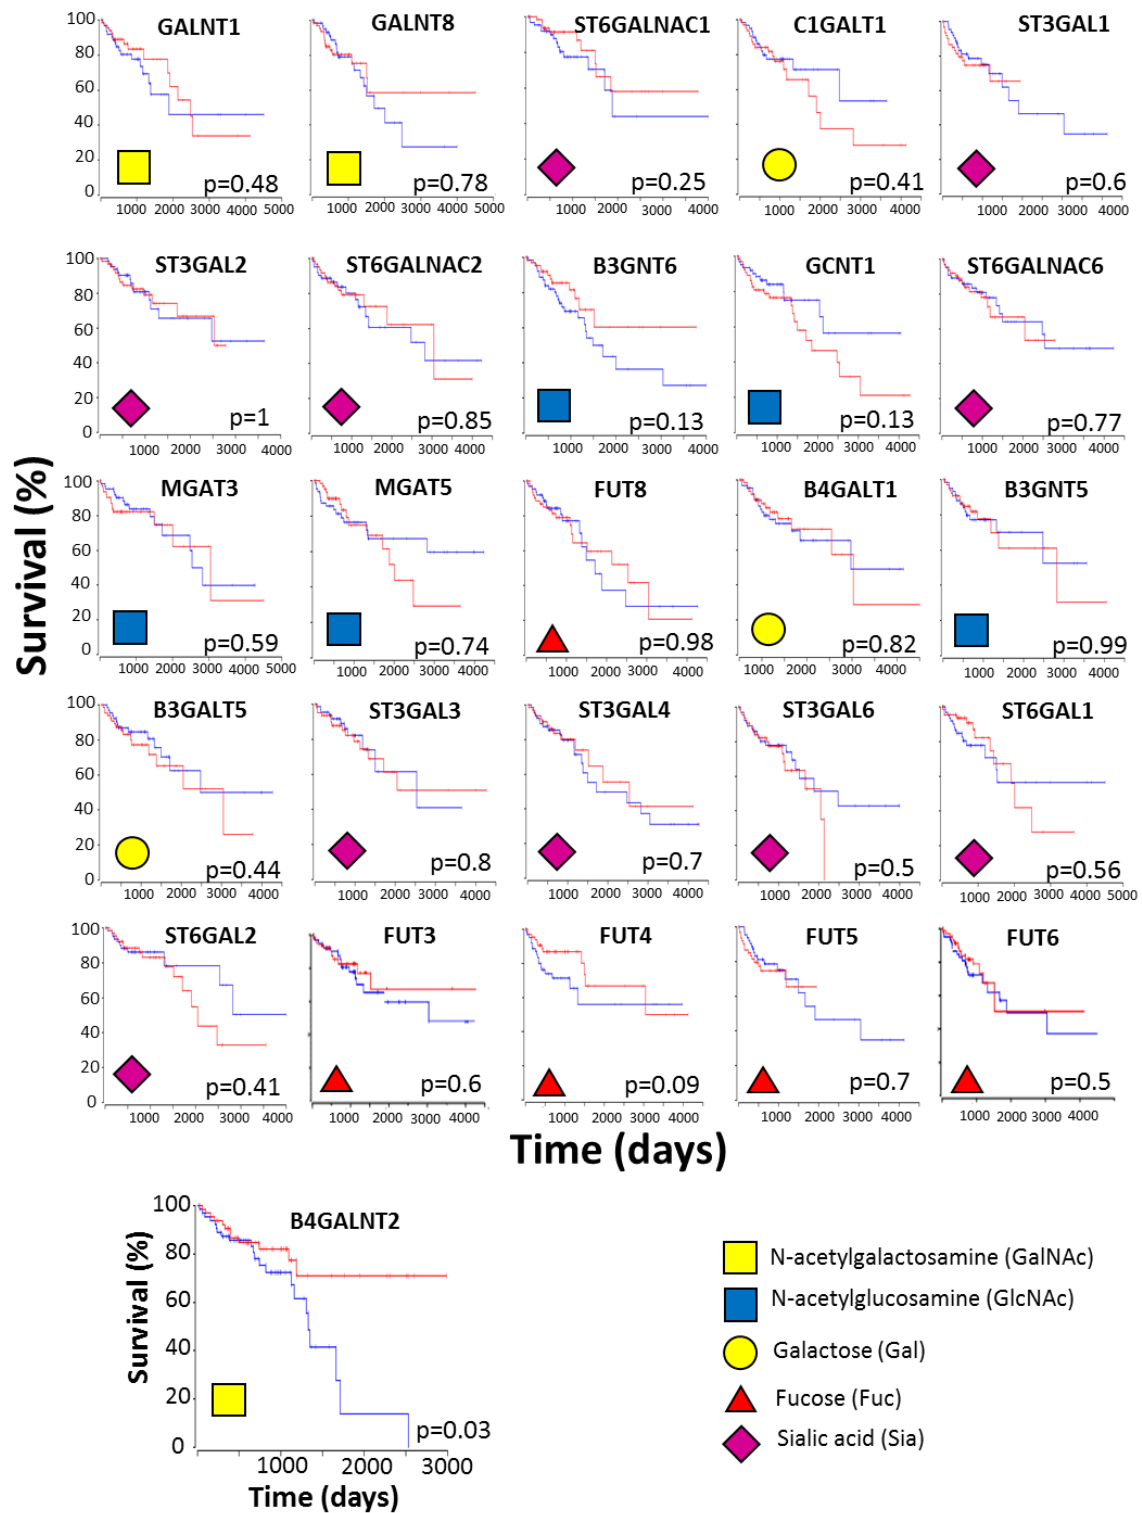 GALNT1 GALNT8 ST6GALNAC1 C1GALT1 ST3GAL1
100
80
60
40
20
0
p=0.48 p=0.78 p=0.25 p=0.41 p=0.6
1000 2000 3000 4000 5000 1000 2000 3000 4000 5000 1000 2000 3000 4000 1000 2000 3000 4000 1000 2000 3000 4000
ST3GAL2 ST6GALNAC2 B3GNT6 GCNT1 ST6GALNAC6
100
80
60
40
20
0
p=1 p=0.85 p=0.13 p=0.13 p=0.77
1000 2000 3000 4000 1000 2000 3000 4000 1000 2000 3000 4000 1000 2000 3000 4000 1000 2000 3000 4000
Survival (%)
MGAT3 MGAT5 FUT8 B4GALT1 B3GNT5
100
80
60
40
20
0
p=0.59 p=0.74 p=0.98 p=0.82 p=0.99
1000 2000 3000 4000 5000 1000 2000 3000 4000 1000 2000 3000 4000 1000 2000 3000 4000 1000 2000 3000 4000
B3GALT5 ST3GAL3 ST3GAL4 ST3GAL6 ST6GAL1
100
80
60
40
20
0
p=0.44 p=0.8 p=0.7 p=0.5 p=0.56
1000 2000 3000 4000 1000 2000 3000 4000 1000 2000 3000 4000 1000 2000 3000 4000 1000 2000 3000 4000 5000
ST6GAL2 FUT3 FUT4 FUT5 FUT6
100
80
60
40
20
0
p=0.41 p=0.6 p=0.09 p=0.7 p=0.5
1000 2000 3000 4000 1000 2000 3000 4000 1000 2000 3000 4000 1000 2000 3000 4000 1000 2000 3000 4000
Time (days)
B4GALNT2
Survival (%)
100
80
60
40
20
0
p=0.03
1000 2000 3000
Time (days)
N-acetylgalactosamine (GalNAc)
N-acetylglucosamine (GlcNAc)
Galactose (Gal)
Fucose (Fuc)
Sialic acid (Sia)